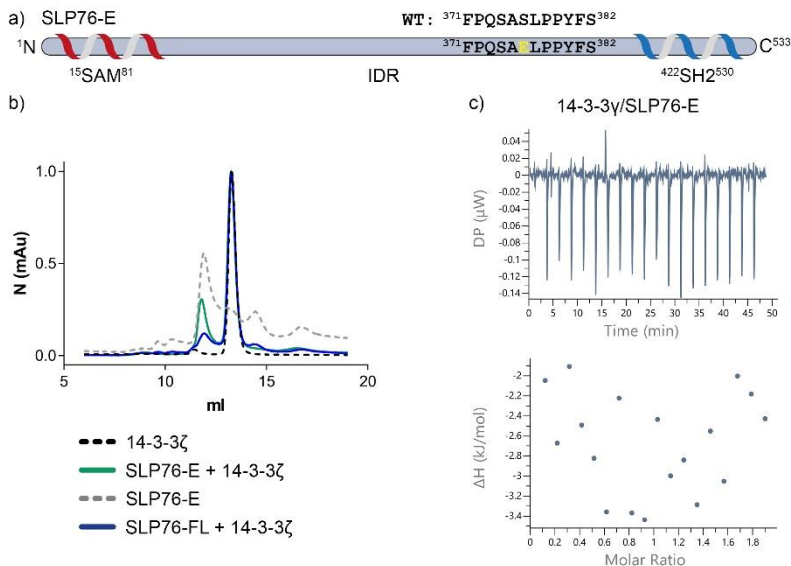 a) SLP76-E
WT: ³⁷¹FPQSASLPPYFS³⁸²
¹N ³⁷¹FPQSAELPPYFS³⁸² C⁵³³
¹⁵SAM⁸¹ IDR ⁴²²SH2⁵³⁰
b)
N (mAu)
1.0
0.5
0.0
5 10 15 20
ml
14-3-3ζ
SLP76-E + 14-3-3ζ
SLP76-E
SLP76-FL + 14-3-3ζ
c) 14-3-3γ/SLP76-E
DP (µW)
0.04
0.02
0
-0.02
-0.04
-0.06
-0.08
-0.1
-0.12
-0.14
0 5 10 15 20 25 30 35 40 45 50
Time (min)
ΔH (kJ/mol)
-2
-2.2
-2.4
-2.6
-2.8
-3
-3.2
-3.4
0 0.2 0.4 0.6 0.8 1 1.2 1.4 1.6 1.8
Molar Ratio